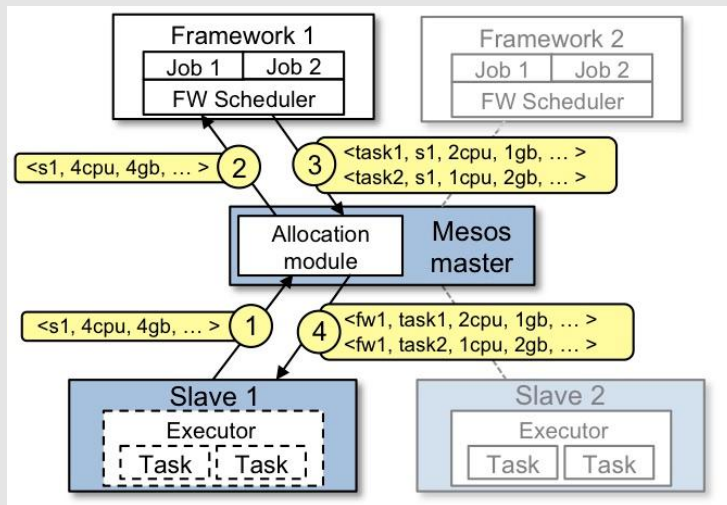 Framework 1
Job 1 Job 2
FW Scheduler
Framework 2
Job 1 Job 2
FW Scheduler
<s1, 4cpu, 4gb, … >
2
3
<task1, s1, 2cpu, 1gb, … >
<task2, s1, 1cpu, 2gb, … >
Allocation
module
Mesos
master
<s1, 4cpu, 4gb, … >
1
4
<fw1, task1, 2cpu, 1gb, … >
<fw1, task2, 1cpu, 2gb, … >
Slave 1
Executor
Task Task
Slave 2
Executor
Task Task